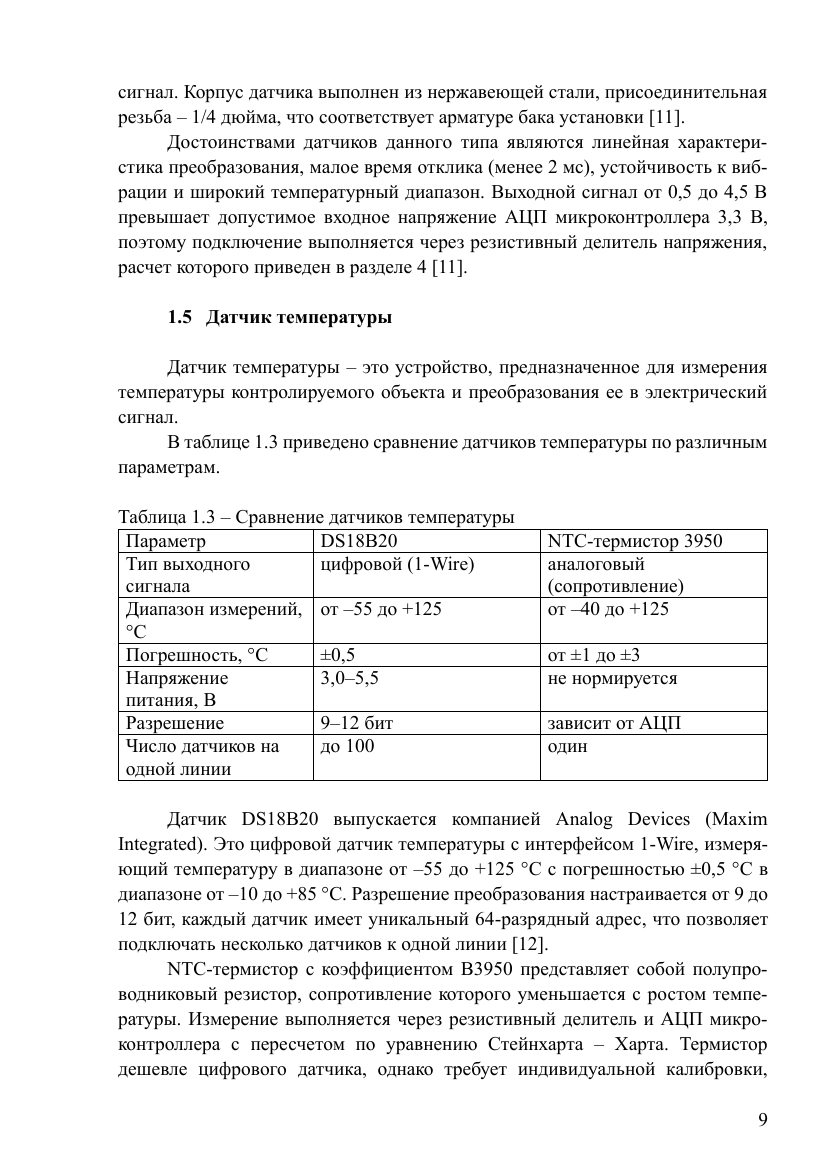 сигнал. Корпус датчика выполнен из нержавеющей стали, присоединительная
резьба – 1/4 дюйма, что соответствует арматуре бака установки [11].
Достоинствами датчиков данного типа являются линейная характери-
стика преобразования, малое время отклика (менее 2 мс), устойчивость к виб-
рации и широкий температурный диапазон. Выходной сигнал от 0,5 до 4,5 В
превышает допустимое входное напряжение АЦП микроконтроллера 3,3 В,
поэтому подключение выполняется через резистивный делитель напряжения,
расчет которого приведен в разделе 4 [11].
1.5 Датчик температуры
Датчик температуры – это устройство, предназначенное для измерения
температуры контролируемого объекта и преобразования ее в электрический
сигнал.
В таблице 1.3 приведено сравнение датчиков температуры по различным
параметрам.
Таблица 1.3 – Сравнение датчиков температуры
Параметр DS18B20 NTC-термистор 3950
Тип выходного цифровой (1-Wire) аналоговый
сигнала (сопротивление)
Диапазон измерений, от –55 до +125 от –40 до +125
°C
Погрешность, °C ±0,5 от ±1 до ±3
Напряжение 3,0–5,5 не нормируется
питания, В
Разрешение 9–12 бит зависит от АЦП
Число датчиков на до 100 один
одной линии
Датчик DS18B20 выпускается компанией Analog Devices (Maxim
Integrated). Это цифровой датчик температуры с интерфейсом 1-Wire, измеря-
ющий температуру в диапазоне от –55 до +125 °C с погрешностью ±0,5 °C в
диапазоне от –10 до +85 °C. Разрешение преобразования настраивается от 9 до
12 бит, каждый датчик имеет уникальный 64-разрядный адрес, что позволяет
подключать несколько датчиков к одной линии [12].
NTC-термистор с коэффициентом B3950 представляет собой полупро-
водниковый резистор, сопротивление которого уменьшается с ростом темпе-
ратуры. Измерение выполняется через резистивный делитель и АЦП микро-
контроллера с пересчетом по уравнению Стейнхарта – Харта. Термистор
дешевле цифрового датчика, однако требует индивидуальной калибровки,
9